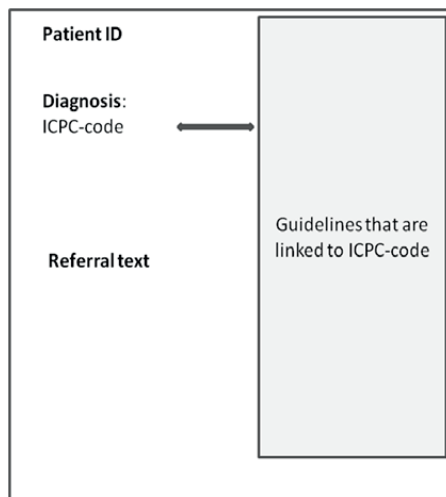 Patient ID
Diagnosis:
ICPC-code
Referral text
Guidelines that are
linked to ICPC-code